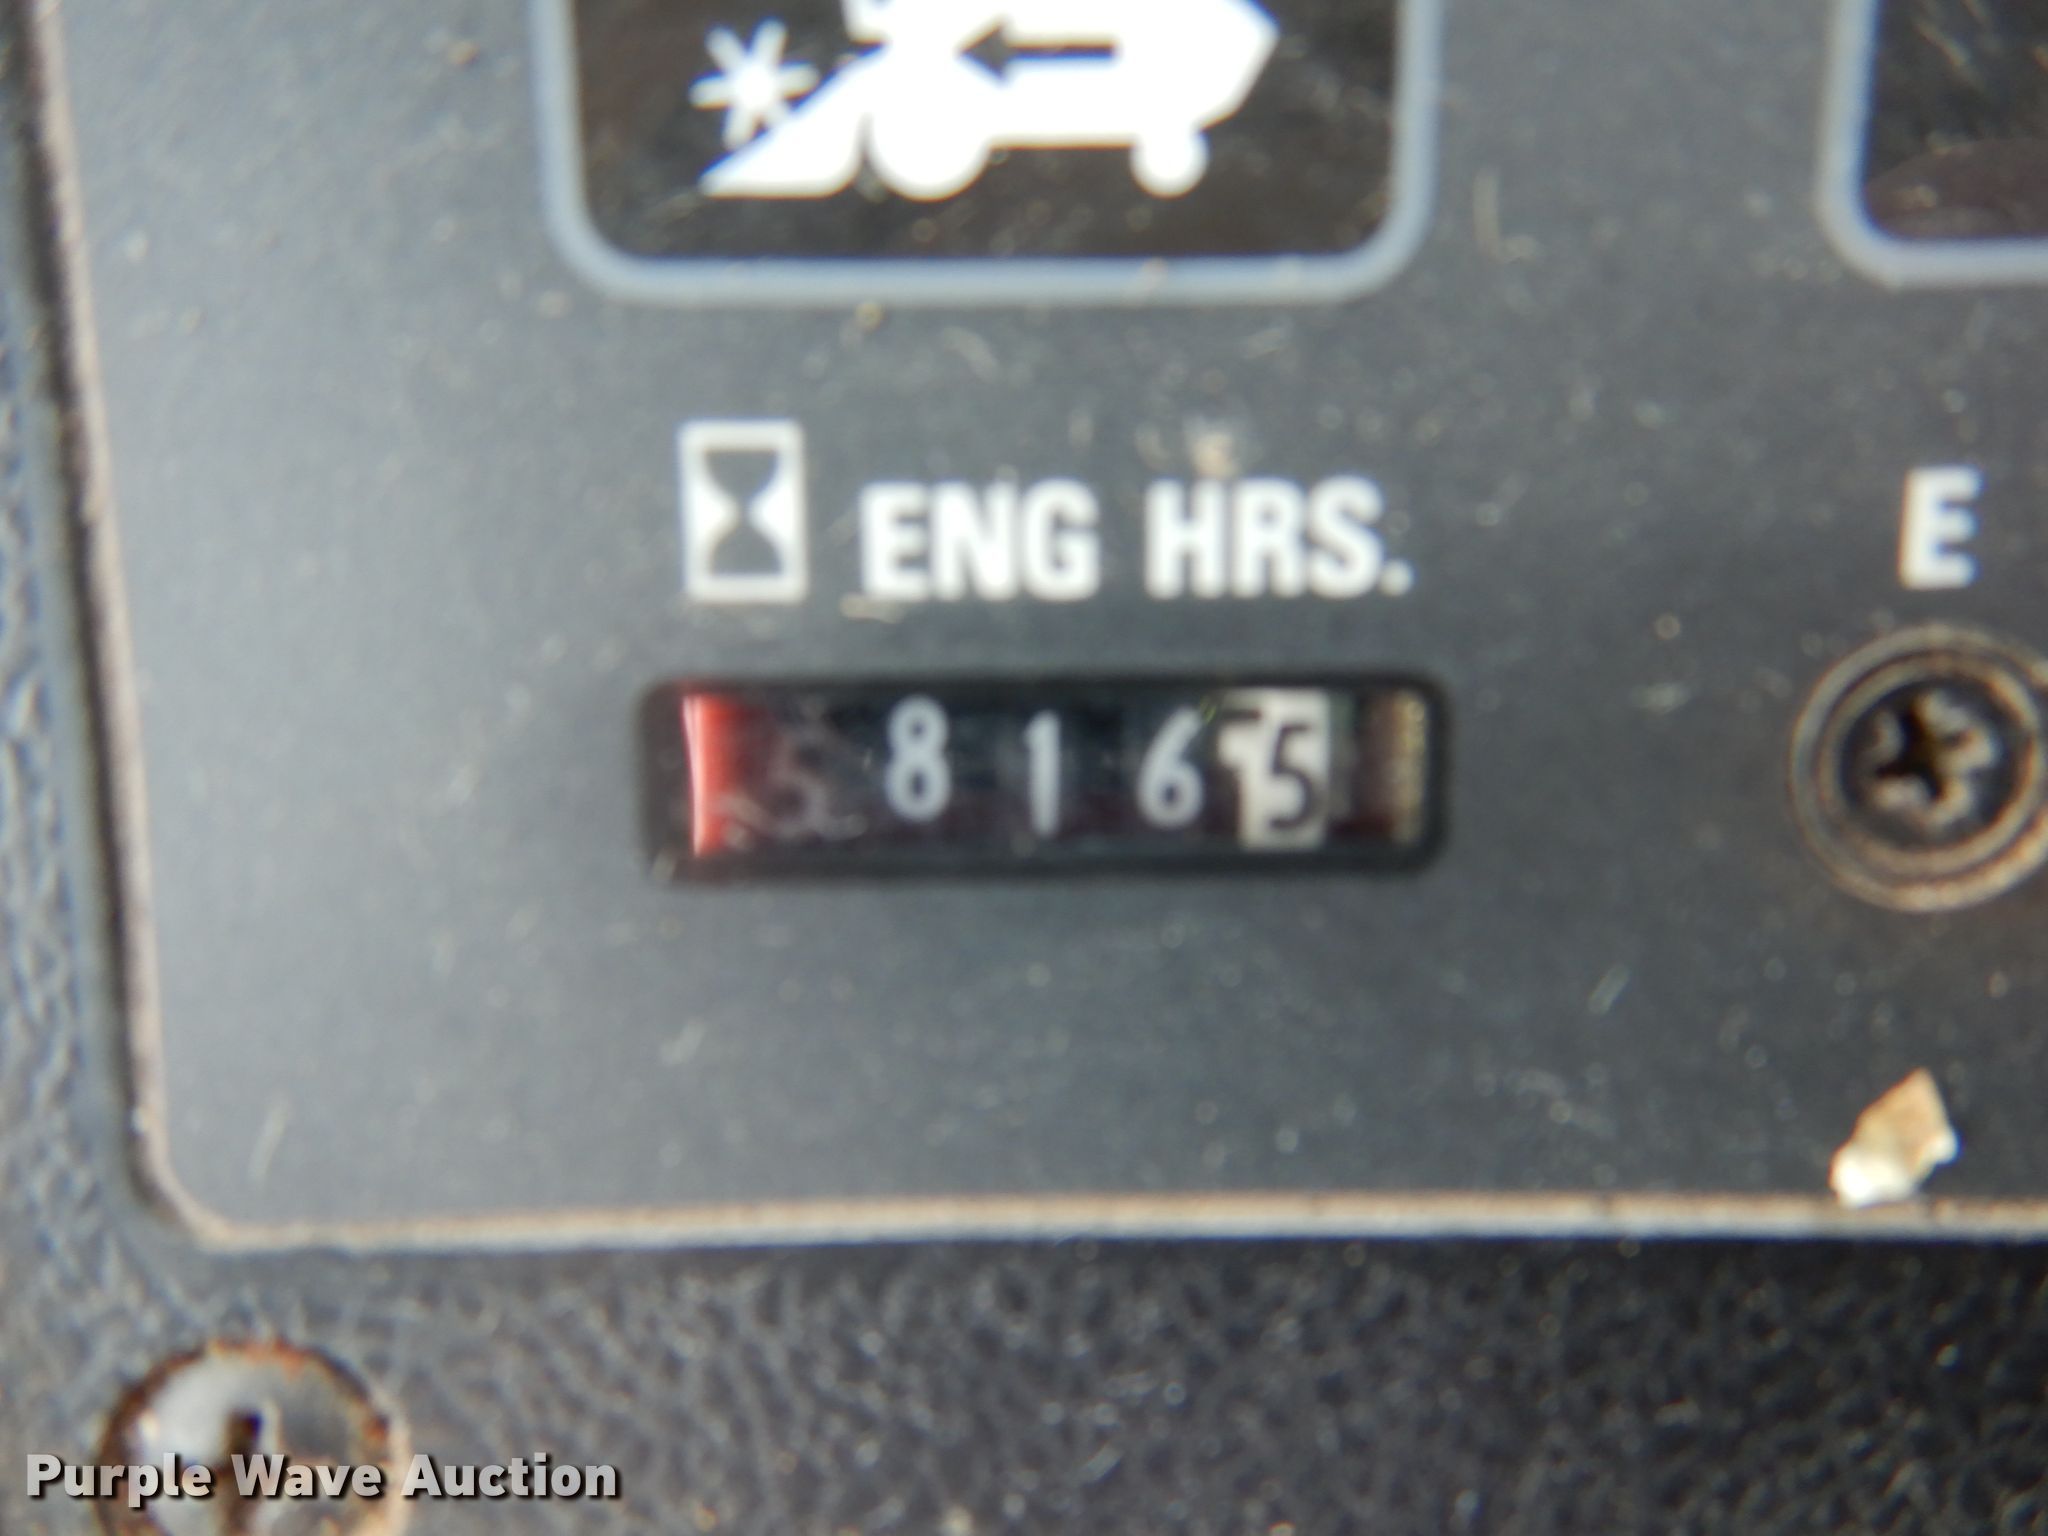 ENG HRS.
E
8 1 6 5
Purple Wave Auction